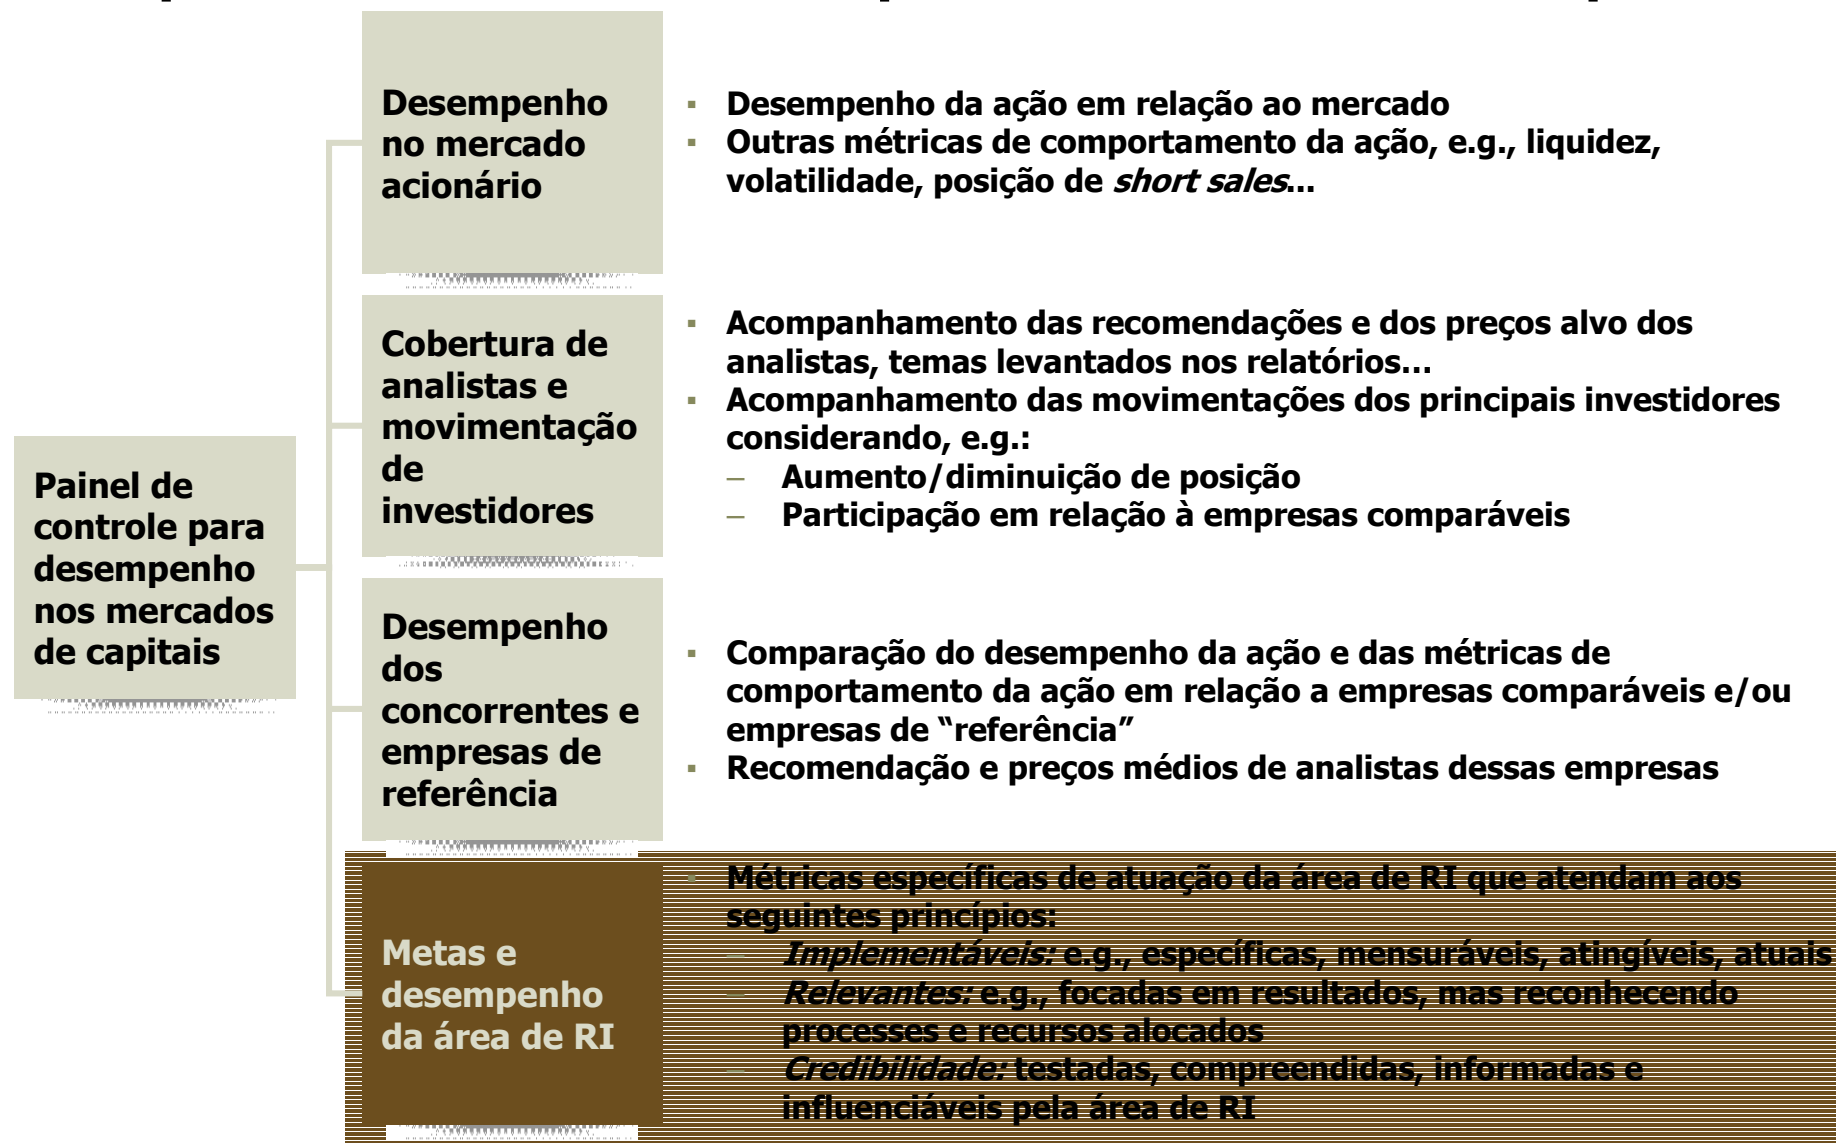 Painel de
controle para
desempenho
nos mercados
de capitais
Desempenho
no mercado
acionário
▪ Desempenho da ação em relação ao mercado
▪ Outras métricas de comportamento da ação, e.g., liquidez,
volatilidade, posição de short sales...
Cobertura de
analistas e
movimentação
de
investidores
▪ Acompanhamento das recomendações e dos preços alvo dos
analistas, temas levantados nos relatórios...
▪ Acompanhamento das movimentações dos principais investidores
considerando, e.g.:
– Aumento/diminuição de posição
– Participação em relação à empresas comparáveis
Desempenho
dos
concorrentes e
empresas de
referência
▪ Comparação do desempenho da ação e das métricas de
comportamento da ação em relação a empresas comparáveis e/ou
empresas de “referência”
▪ Recomendação e preços médios de analistas dessas empresas
Metas e
desempenho
da área de RI
▪ Métricas específicas de atuação da área de RI que atendam aos
seguintes princípios:
– Implementáveis: e.g., específicas, mensuráveis, atingíveis, atuais
– Relevantes: e.g., focadas em resultados, mas reconhecendo
processes e recursos alocados
– Credibilidade: testadas, compreendidas, informadas e
influenciáveis pela área de RI